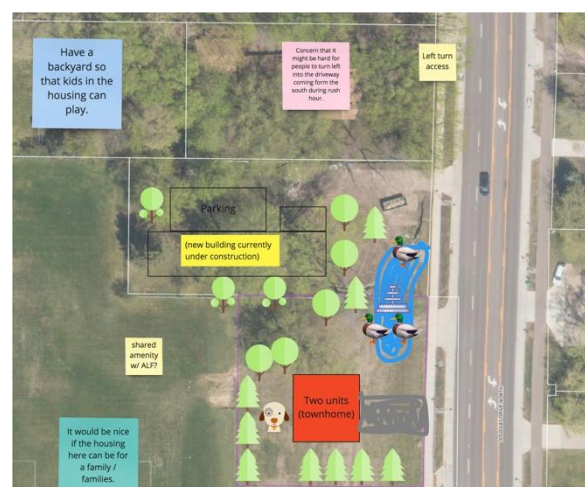 Have a
backyard so
that kids in the
housing can
play.
Concern that it
might be hard for
people to turn left
into the driveway
coming form the
south during rush
hour.
Left turn
access
Parking
(new building currently
under construction)
shared
amenity
w/ ALF?
Two units
(townhome)
It would be nice
if the housing
here can be for
a family /
families.